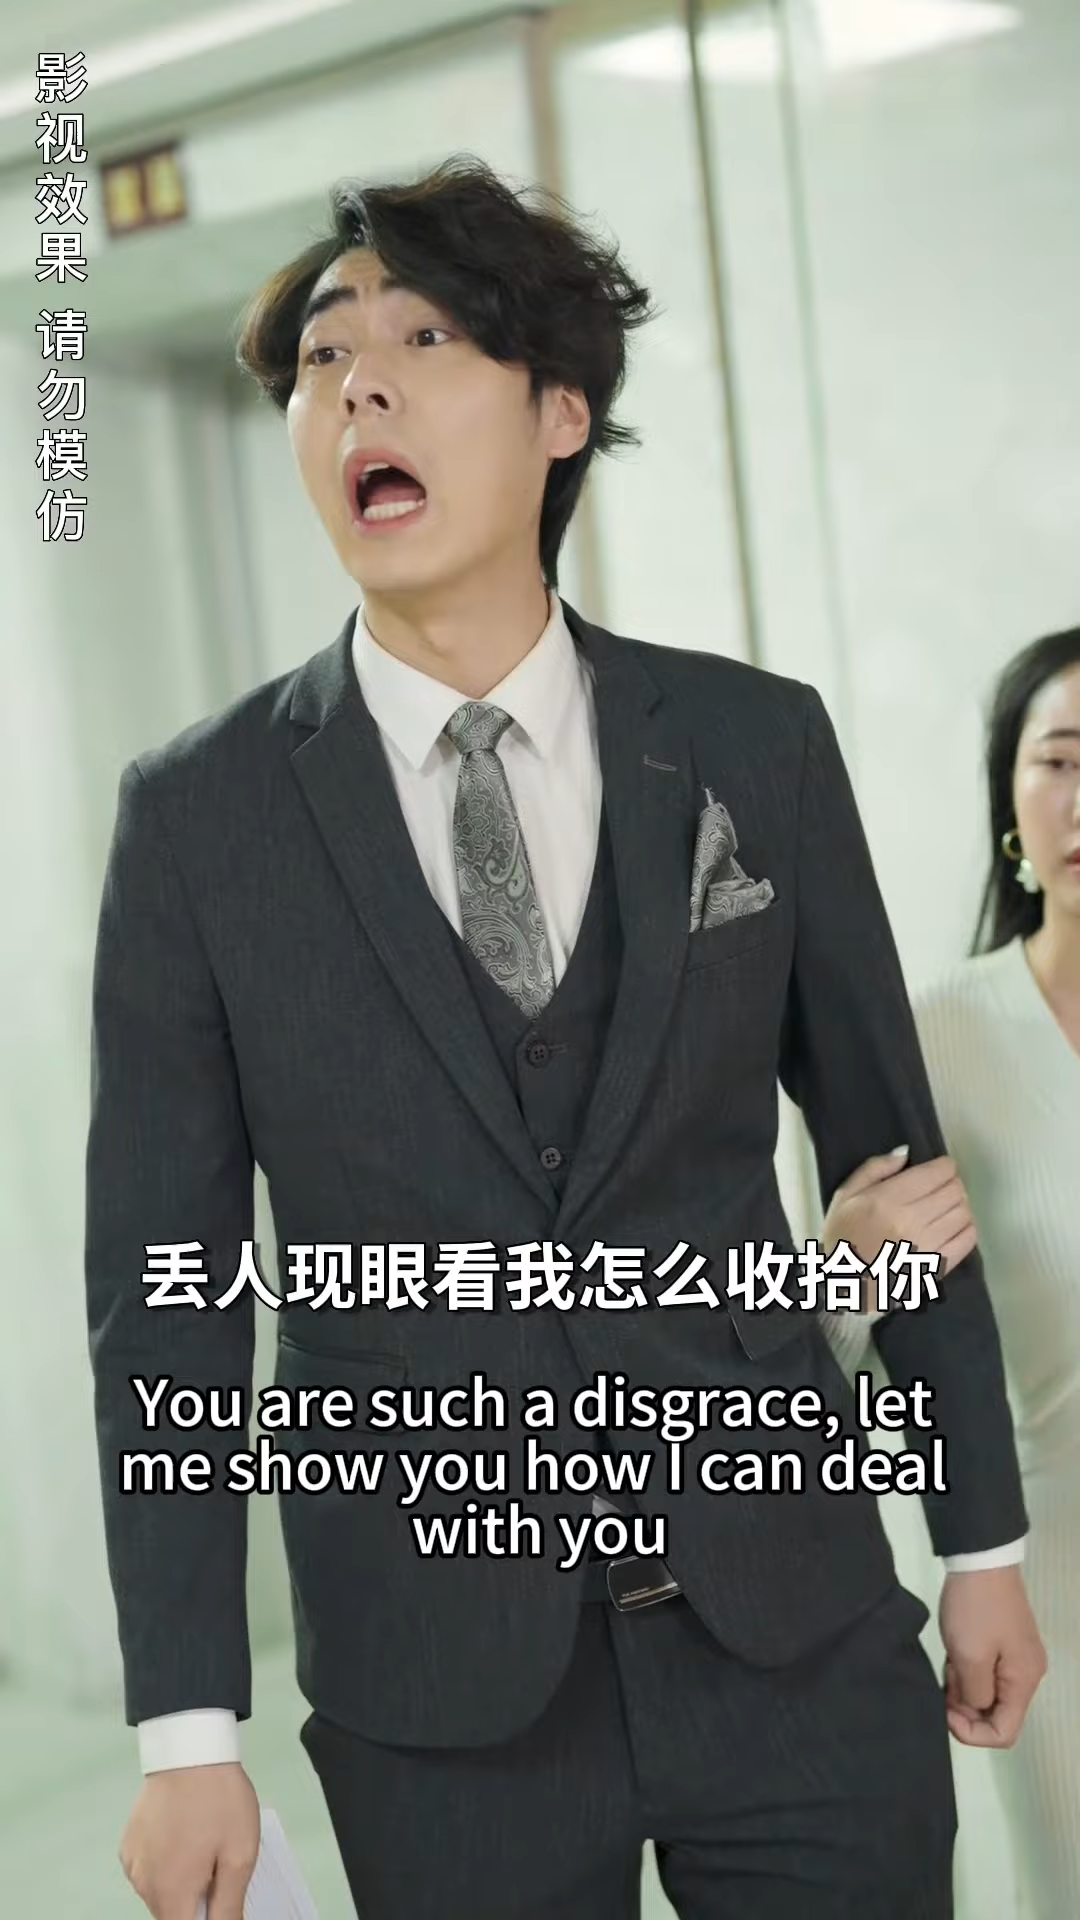 影视效果 请勿模仿
丢人现眼看我怎么收拾你
You are such a disgrace, let
me show you how I can deal
with you